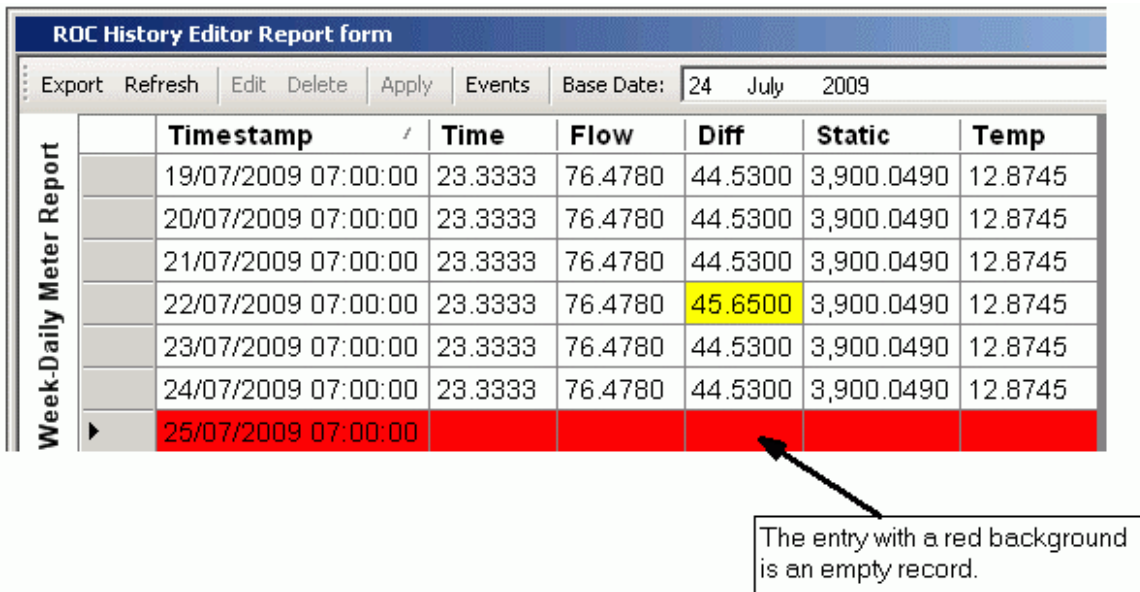 ROC History Editor Report form
Export Refresh Edit Delete Apply Events Base Date: 24 July 2009
Week-Daily Meter Report
Timestamp / Time Flow Diff Static Temp
19/07/2009 07:00:00 23.3333 76.4780 44.5300 3,900.0490 12.8745
20/07/2009 07:00:00 23.3333 76.4780 44.5300 3,900.0490 12.8745
21/07/2009 07:00:00 23.3333 76.4780 44.5300 3,900.0490 12.8745
22/07/2009 07:00:00 23.3333 76.4780 45.6500 3,900.0490 12.8745
23/07/2009 07:00:00 23.3333 76.4780 44.5300 3,900.0490 12.8745
24/07/2009 07:00:00 23.3333 76.4780 44.5300 3,900.0490 12.8745
25/07/2009 07:00:00
The entry with a red background
is an empty record.